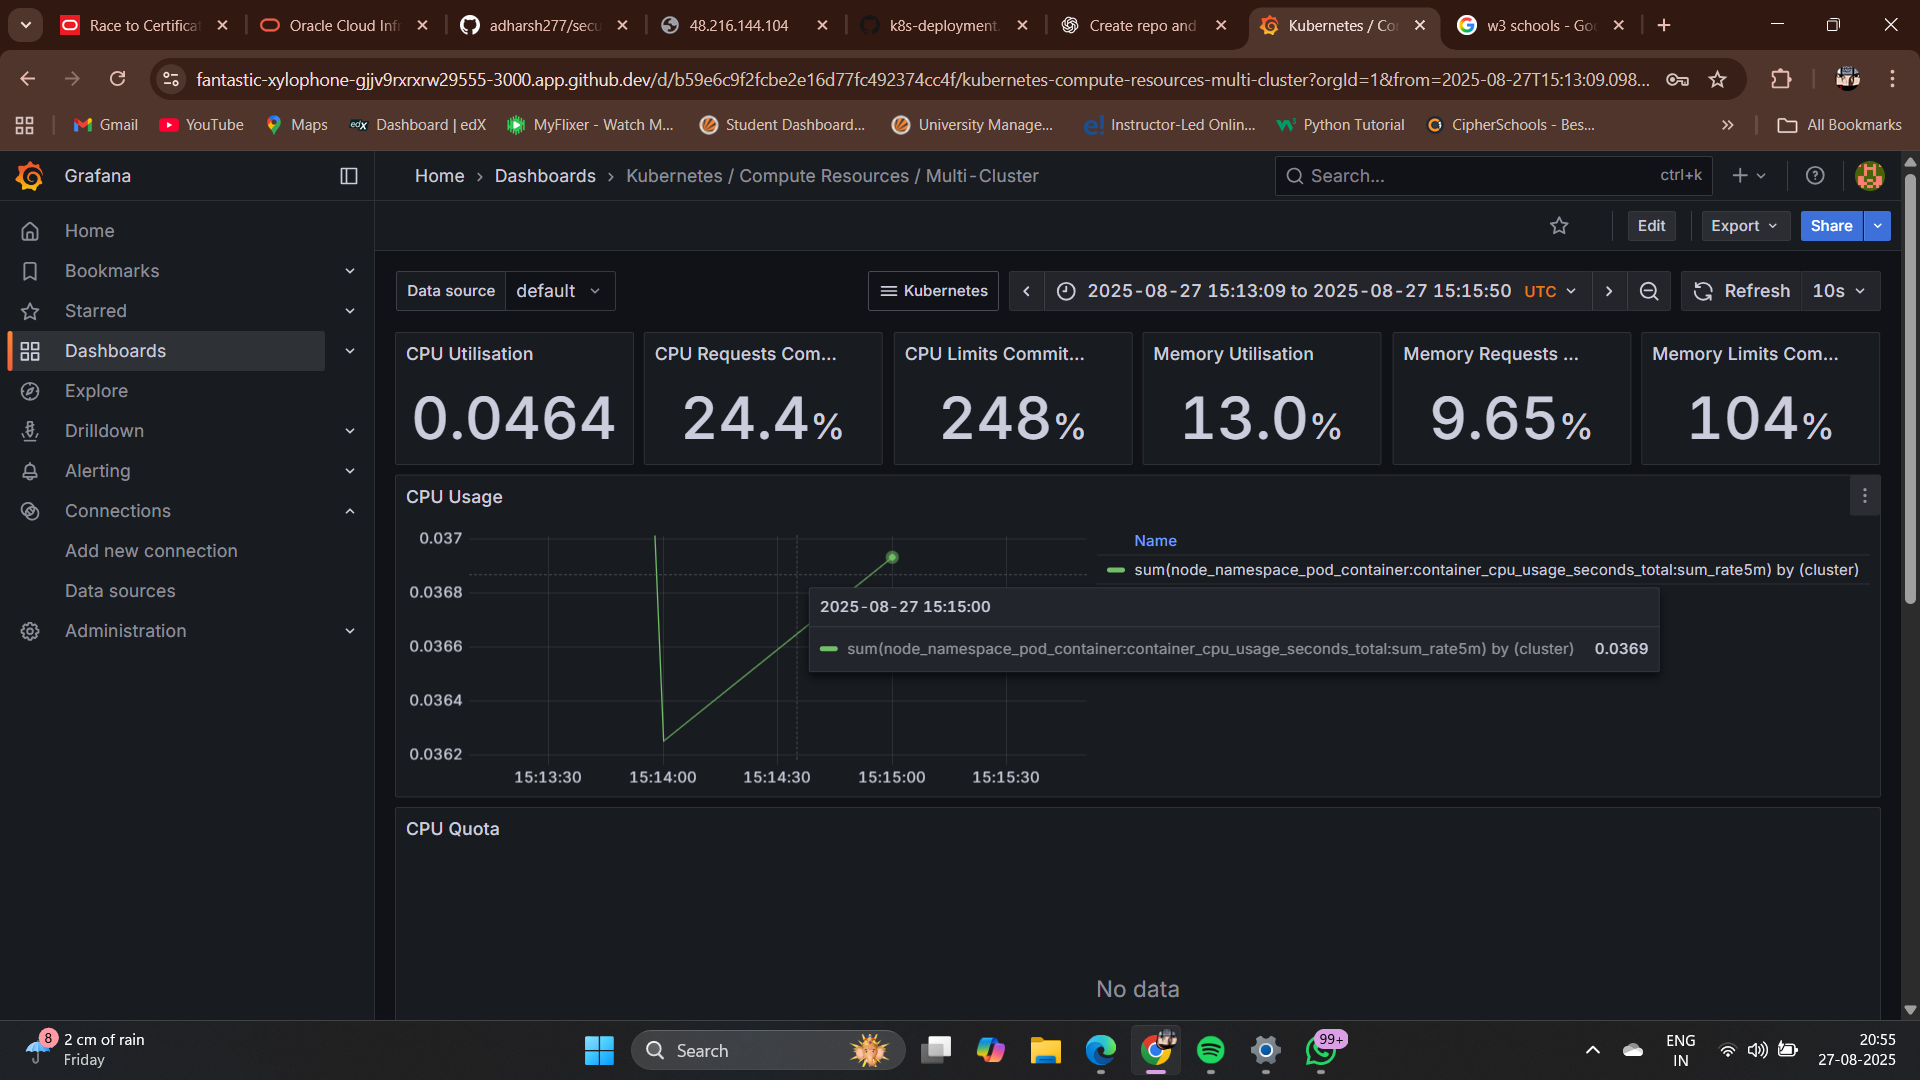 Race to Certificat
Oracle Cloud Infr
adharsh277/secu
48.216.144.104
k8s-deployment.
Create repo and
Kubernetes / Co
w3 schools - Goo
fantastic-xylophone-gjjv9rxrxrw29555-3000.app.github.dev/d/b59e6c9f2fcbe2e16d77fc492374cc4f/kubernetes-compute-resources-multi-cluster?orgId=1&from=2025-08-27T15:13:09.098...
Gmail
YouTube
Maps
edX Dashboard | edX
MyFlixer - Watch M...
Student Dashboard...
University Manage...
e! Instructor-Led Onlin...
Python Tutorial
CipherSchools - Bes...
All Bookmarks
Grafana
Home › Dashboards › Kubernetes / Compute Resources / Multi-Cluster
Search... ctrl+k
Edit
Export
Share
Home
Bookmarks
Starred
Dashboards
Explore
Drilldown
Alerting
Connections
Add new connection
Data sources
Administration
Data source default
Kubernetes
2025-08-27 15:13:09 to 2025-08-27 15:15:50 UTC
Refresh 10s
CPU Utilisation
0.0464
CPU Requests Com...
24.4%
CPU Limits Commit...
248%
Memory Utilisation
13.0%
Memory Requests ...
9.65%
Memory Limits Com...
104%
CPU Usage
0.037
0.0368
0.0366
0.0364
0.0362
15:13:30 15:14:00 15:14:30 15:15:00 15:15:30
Name
sum(node_namespace_pod_container:container_cpu_usage_seconds_total:sum_rate5m) by (cluster)
2025-08-27 15:15:00
sum(node_namespace_pod_container:container_cpu_usage_seconds_total:sum_rate5m) by (cluster) 0.0369
CPU Quota
No data
8
2 cm of rain
Friday
Search
99+
ENG
IN
20:55
27-08-2025